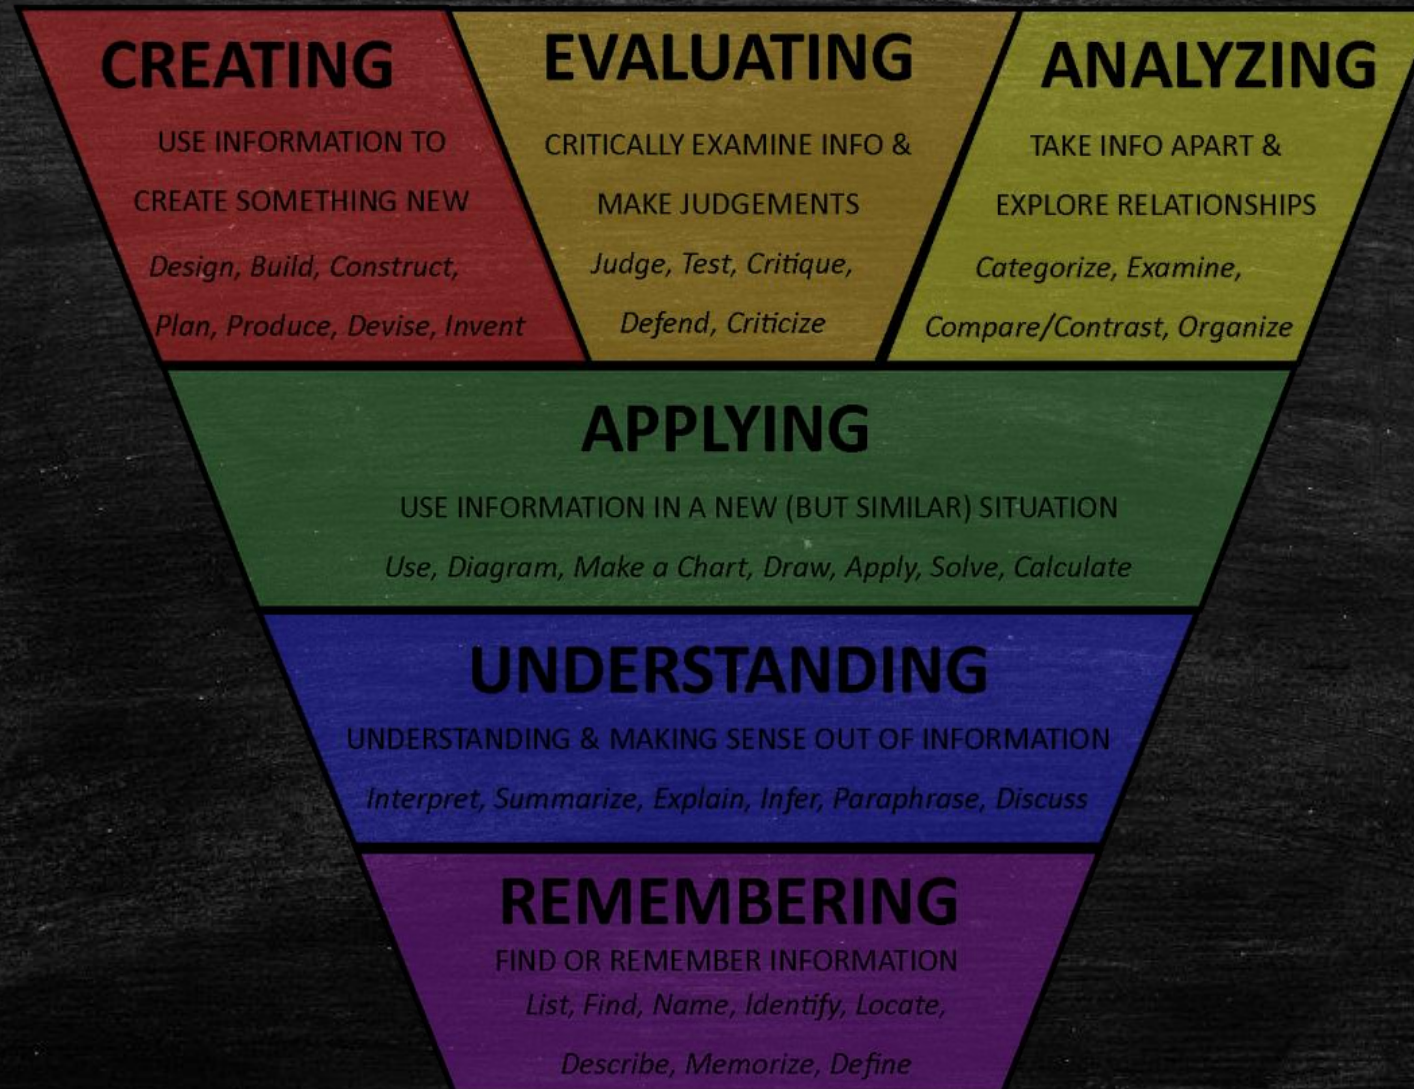 CREATING
USE INFORMATION TO
CREATE SOMETHING NEW
Design, Build, Construct,
Plan, Produce, Devise, Invent
EVALUATING
CRITICALLY EXAMINE INFO &
MAKE JUDGEMENTS
Judge, Test, Critique,
Defend, Criticize
ANALYZING
TAKE INFO APART &
EXPLORE RELATIONSHIPS
Categorize, Examine,
Compare/Contrast, Organize
APPLYING
USE INFORMATION IN A NEW (BUT SIMILAR) SITUATION
Use, Diagram, Make a Chart, Draw, Apply, Solve, Calculate
UNDERSTANDING
UNDERSTANDING & MAKING SENSE OUT OF INFORMATION
Interpret, Summarize, Explain, Infer, Paraphrase, Discuss
REMEMBERING
FIND OR REMEMBER INFORMATION
List, Find, Name, Identify, Locate,
Describe, Memorize, Define